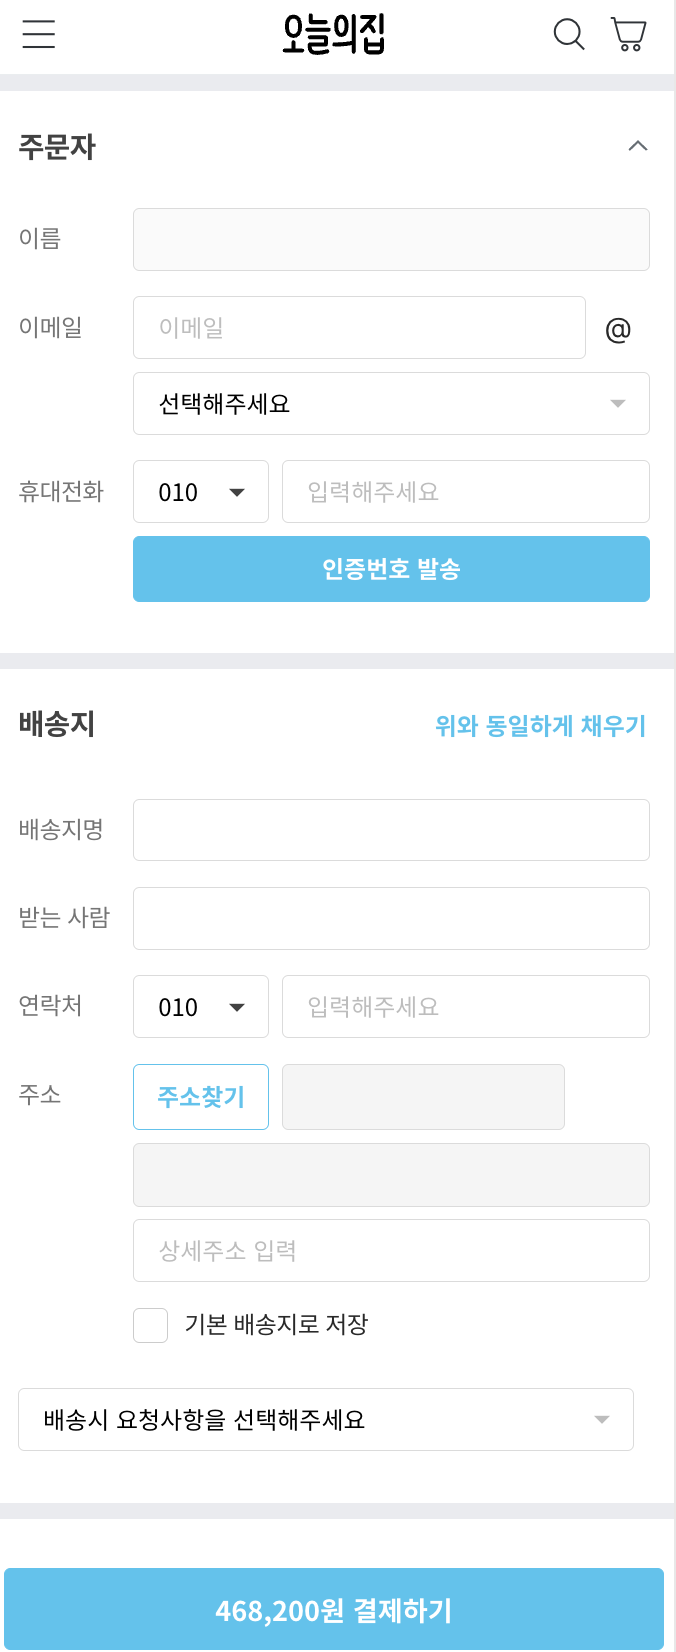 오늘의집
주문자
이름
이메일 이메일 @
선택해주세요
휴대전화 010 입력해주세요
인증번호 발송
배송지 위와 동일하게 채우기
배송지명
받는 사람
연락처 010 입력해주세요
주소 주소찾기
상세주소 입력
기본 배송지로 저장
배송시 요청사항을 선택해주세요
468,200원 결제하기